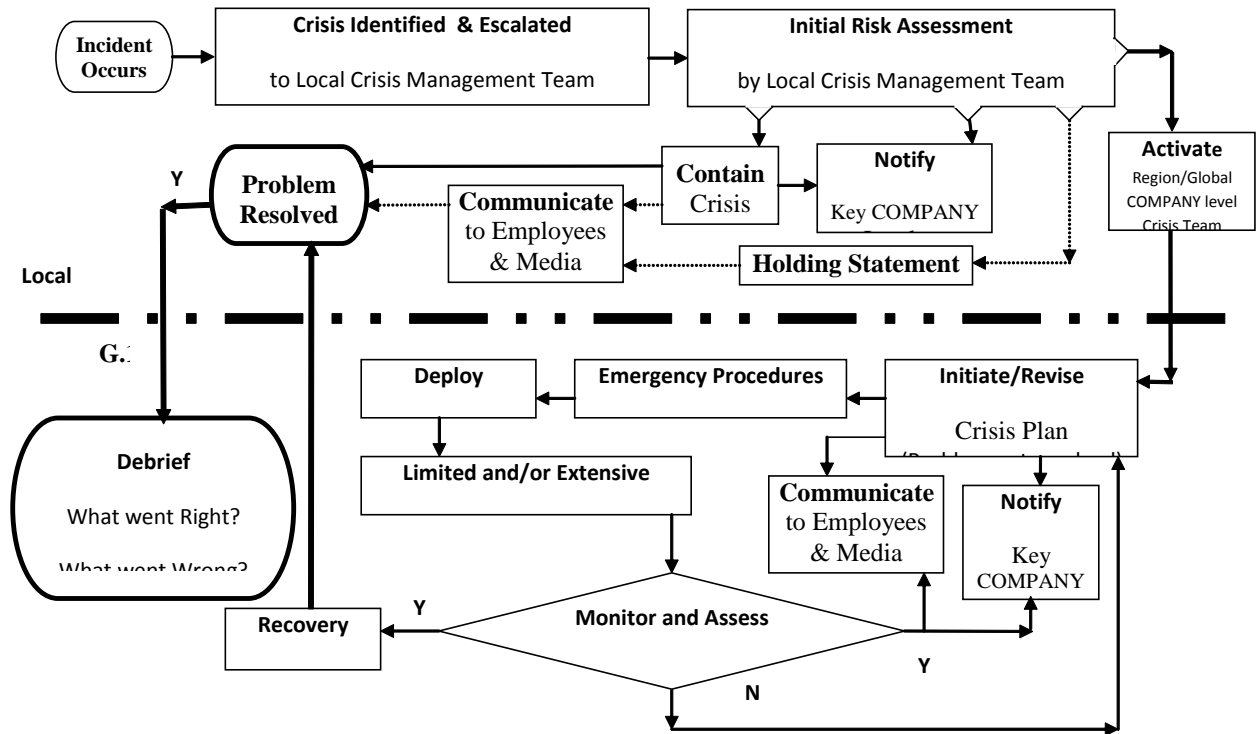 Incident
Occurs
Crisis Identified & Escalated
to Local Crisis Management Team
Initial Risk Assessment
by Local Crisis Management Team
Activate
Region/Global
COMPANY level
Crisis Team
Notify
Key COMPANY
Contain
Crisis
Y
Problem
Resolved
Communicate
to Employees
& Media
Holding Statement
Local
G.
Deploy
Emergency Procedures
Initiate/Revise
Crisis Plan
Limited and/or Extensive
Debrief
What went Right?
What went Wrong?
Communicate
to Employees
& Media
Notify
Key
COMPANY
Recovery
Y
Monitor and Assess
Y
N